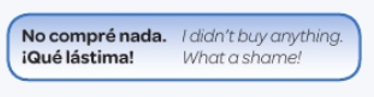 No compré nada. I didn't buy anything.
¡Qué lástima! What a shame!